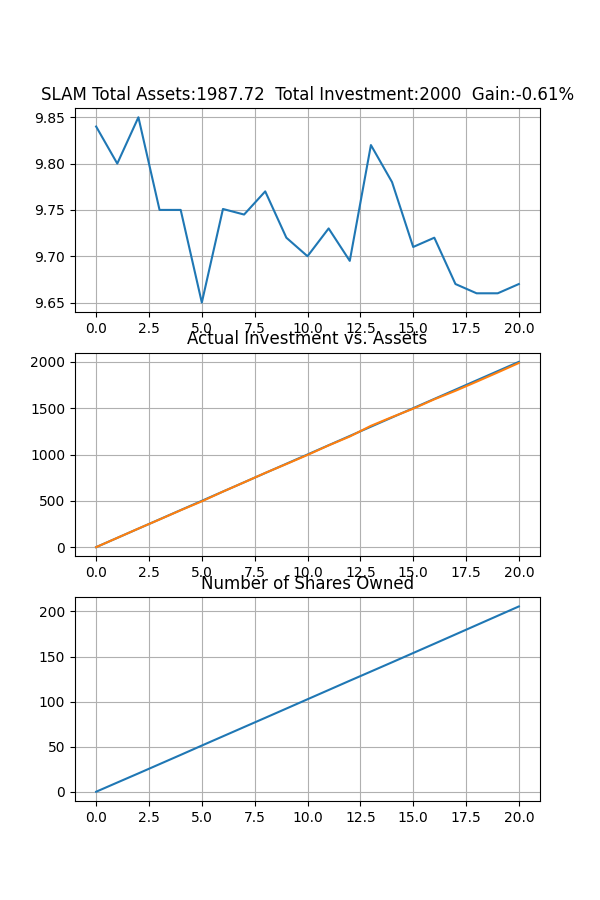 SLAM Total Assets:1987.72  Total Investment:2000  Gain:-0.61%
9.85
9.80
9.75
9.70
9.65
0.0 2.5 5.0 7.5 10.0 12.5 15.0 17.5 20.0
Actual Investment vs. Assets
2000
1500
1000
500
0
0.0 2.5 5.0 7.5 10.0 12.5 15.0 17.5 20.0
Number of Shares Owned
200
150
100
50
0
0.0 2.5 5.0 7.5 10.0 12.5 15.0 17.5 20.0